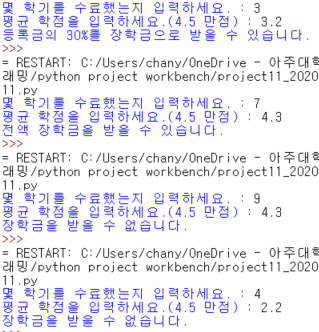 몇 학기를 수료했는지 입력하세요. : 3
평균 학점을 입력하세요.(4.5 만점) : 3.2
등록금의 30%를 장학금으로 받을 수 있습니다.
>>>
= RESTART: C:/Users/chany/OneDrive - 아주대학
래밍/python project workbench/project11_2020
11.py
몇 학기를 수료했는지 입력하세요. : 7
평균 학점을 입력하세요.(4.5 만점) : 4.3
전액 장학금을 받을 수 있습니다.
>>>
= RESTART: C:/Users/chany/OneDrive - 아주대학
래밍/python project workbench/project11_2020
11.py
몇 학기를 수료했는지 입력하세요. : 9
평균 학점을 입력하세요.(4.5 만점) : 4.3
장학금을 받을 수 없습니다.
>>>
= RESTART: C:/Users/chany/OneDrive - 아주대학
래밍/python project workbench/project11_2020
11.py
몇 학기를 수료했는지 입력하세요. : 4
평균 학점을 입력하세요.(4.5 만점) : 2.2
장학금을 받을 수 없습니다.
>>>